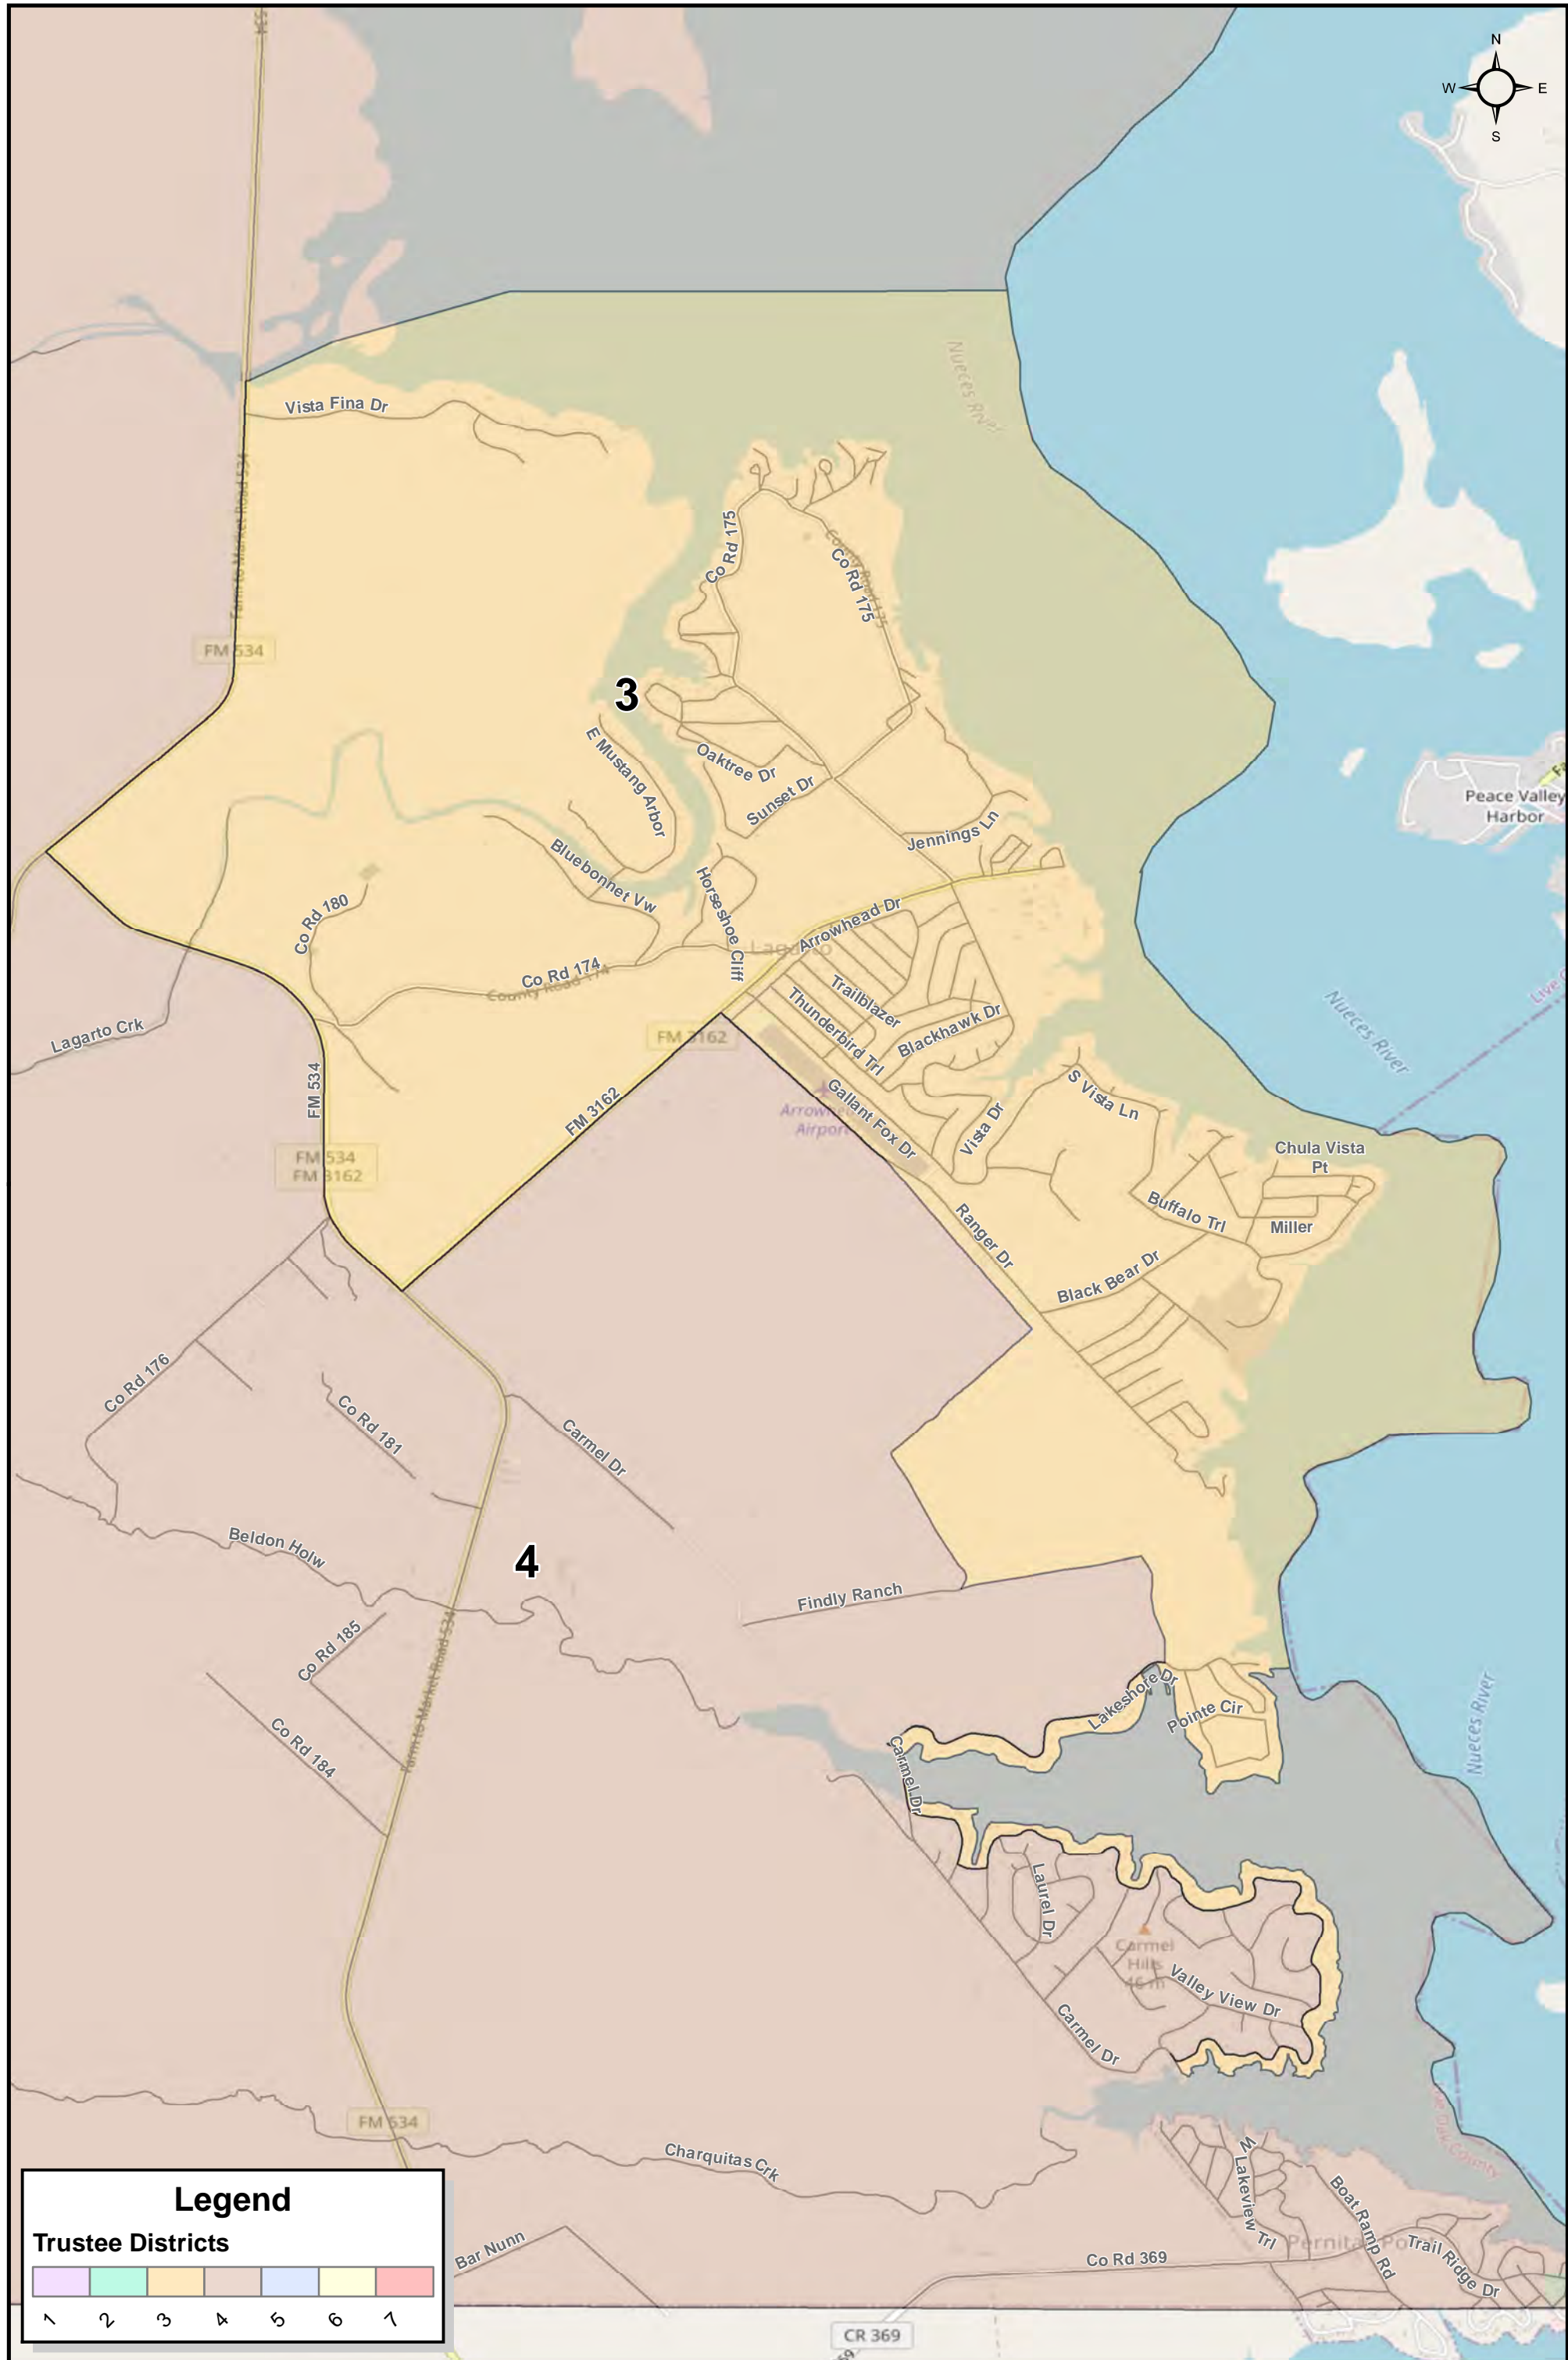 534
N
W
E
S
Nueces River
Vista Fina Dr
Farm to Market Road 534
Co Rd 175
County Road 175
Co Rd 175
FM 534
3
E Mustang Arbor
Oaktree Dr
Sunset Dr
Peace Valley
Harbor
Jennings Ln
Bluebonnet Vw
Horseshoe Cliff
Co Rd 180
Arrowhead Dr
Lagarto
Co Rd 174
County Road 174
Trailblazer
Thunderbird Trl
Blackhawk Dr
Nueces River
Lagarto Crk
FM 3162
FM 534
FM 3162
Gallant Fox Dr
Arrowhead
Airport
S Vista Ln
Vista Dr
Chula Vista
Pt
FM 534
FM 3162
Buffalo Trl
Miller
Ranger Dr
Black Bear Dr
Co Rd 176
Co Rd 181
Carmel Dr
Beldon Holw
4
Findly Ranch
Co Rd 185
Farm to Market Road 534
Lakeshore Dr
Pointe Cir
Nueces River
Co Rd 184
Carmel Dr
Laurel Dr
Carmel
Hills
46 m
Valley View Dr
Carmel Dr
FM 534
Charquitas Crk
Oak County
W Lakeview Trl
Boat Ramp Rd
Trail Ridge Dr
Co Rd 369
Bar Nunn
Legend
Trustee Districts
1 2 3 4 5 6 7
CR 369